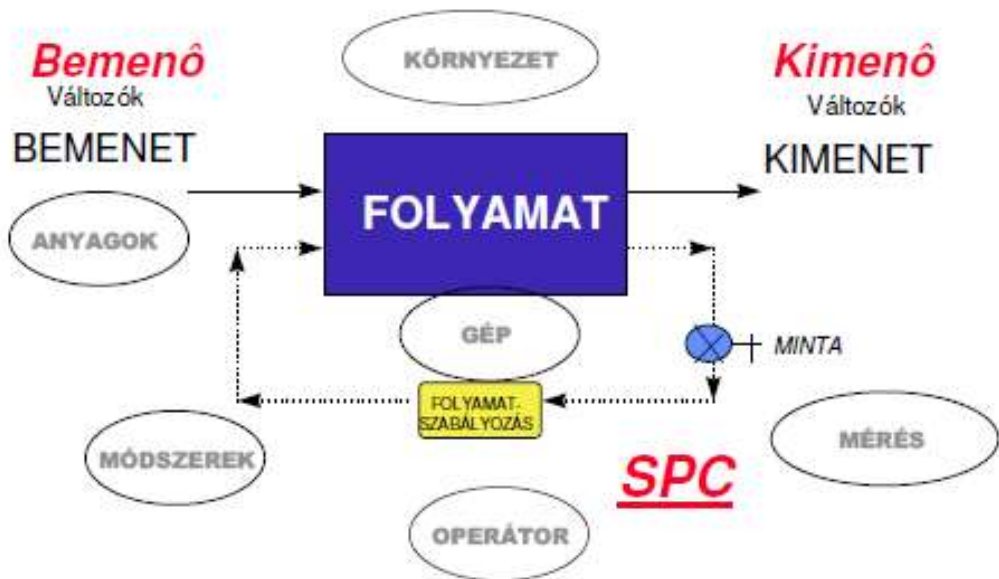 KÖRNYEZET
Bemenô
Változók
BEMENET
Kimenô
Változók
KIMENET
ANYAGOK
FOLYAMAT
GÉP
MINTA
FOLYAMAT-
SZABÁLYOZÁS
MÓDSZEREK
MÉRÉS
SPC
OPERÁTOR